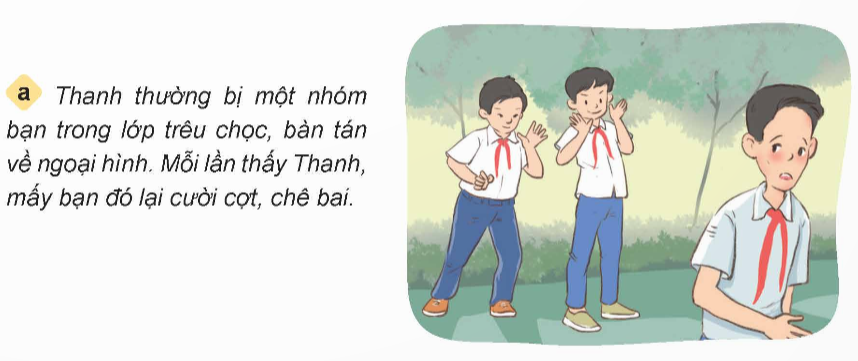 a Thanh thường bị một nhóm
bạn trong lớp trêu chọc, bàn tán
về ngoại hình. Mỗi lần thấy Thanh,
mấy bạn đó lại cười cợt, chê bai.